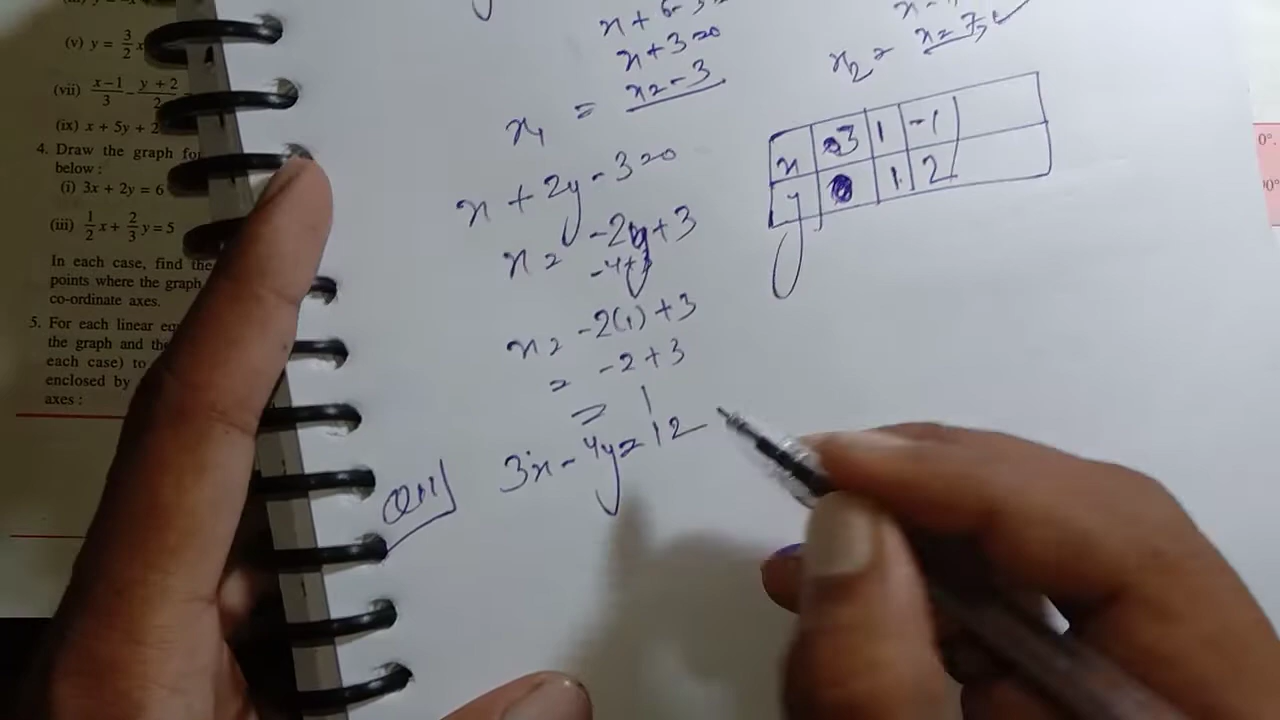 (v) y = 3/2 x
(vii) x−1/3 − y+2/2
(ix) x + 5y + 2
4. Draw the graph for
below :
(i) 3x + 2y = 6
(iii) 1/2 x + 2/3 y = 5
In each case, find the
points where the graph
co-ordinate axes.
5. For each linear eq
the graph and the
each case) to
enclosed by
axes :
x + 3 = 0
x = -3
x₁ =
x + 2y - 3 = 0
x = -2y + 3
x = -2(1) + 3
= -2 + 3
= 1
3x - 4y = 12
x₂ = x = 7
x 3 1 -1
y 1 2
0°.